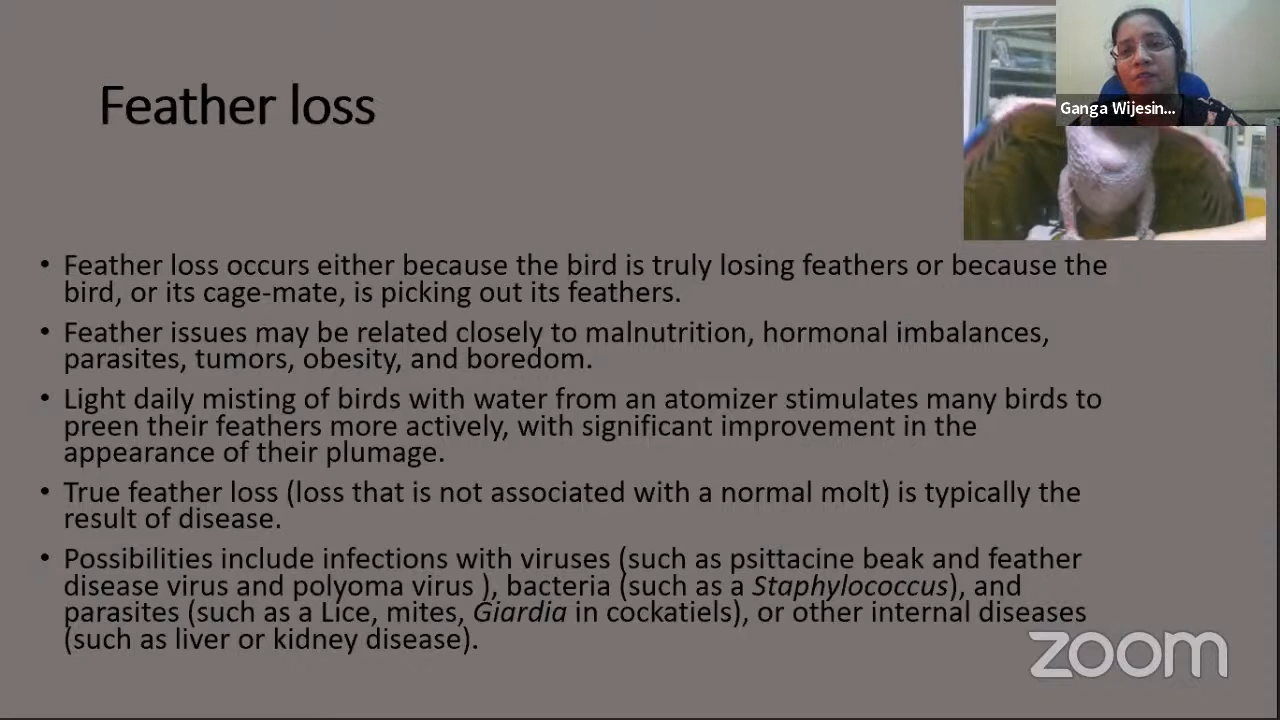 Feather loss
Ganga Wijesin...
• Feather loss occurs either because the bird is truly losing feathers or because the
bird, or its cage-mate, is picking out its feathers.
• Feather issues may be related closely to malnutrition, hormonal imbalances,
parasites, tumors, obesity, and boredom.
• Light daily misting of birds with water from an atomizer stimulates many birds to
preen their feathers more actively, with significant improvement in the
appearance of their plumage.
• True feather loss (loss that is not associated with a normal molt) is typically the
result of disease.
• Possibilities include infections with viruses (such as psittacine beak and feather
disease virus and polyoma virus ), bacteria (such as a Staphylococcus), and
parasites (such as a Lice, mites, Giardia in cockatiels), or other internal diseases
(such as liver or kidney disease).
zoom